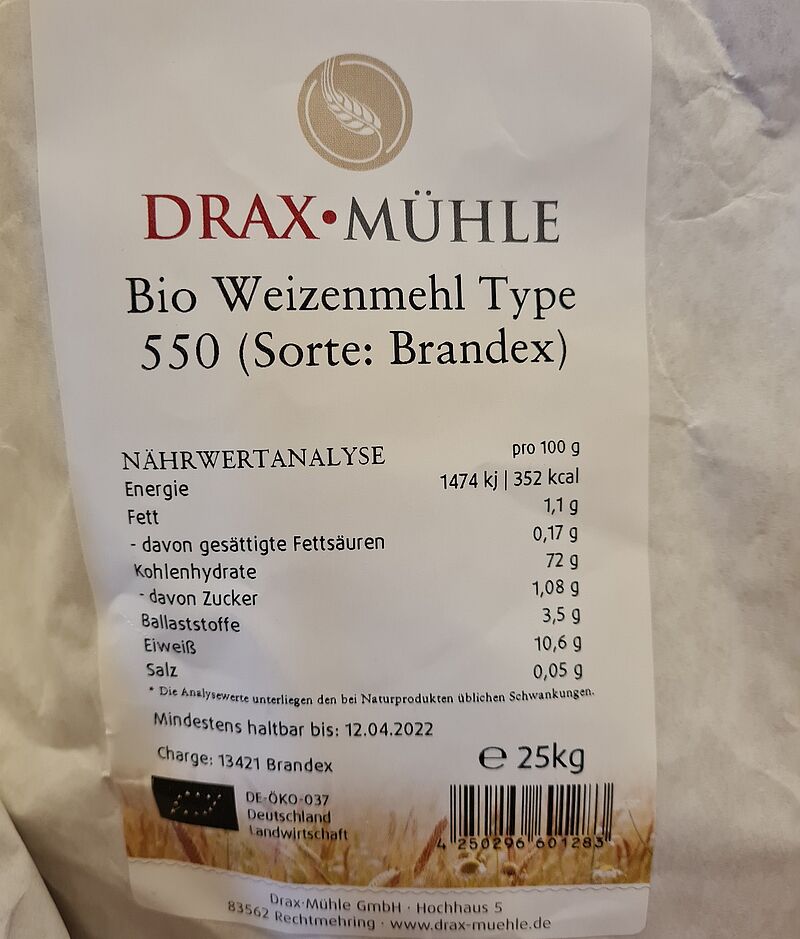 DRAX·MÜHLE
Bio Weizenmehl Type
550 (Sorte: Brandex)
NÄHRWERTANALYSE pro 100 g
Energie 1474 kj | 352 kcal
Fett 1,1 g
- davon gesättigte Fettsäuren 0,17 g
Kohlenhydrate 72 g
- davon Zucker 1,08 g
Ballaststoffe 3,5 g
Eiweiß 10,6 g
Salz 0,05 g
* Die Analysewerte unterliegen den bei Naturprodukten üblichen Schwankungen.
Mindestens haltbar bis: 12.04.2022
Charge: 13421 Brandex
℮ 25kg
DE-ÖKO-037
Deutschland
Landwirtschaft
4 250296 601283
Drax-Mühle GmbH · Hochhaus 5
83562 Rechtmehring · www.drax-muehle.de